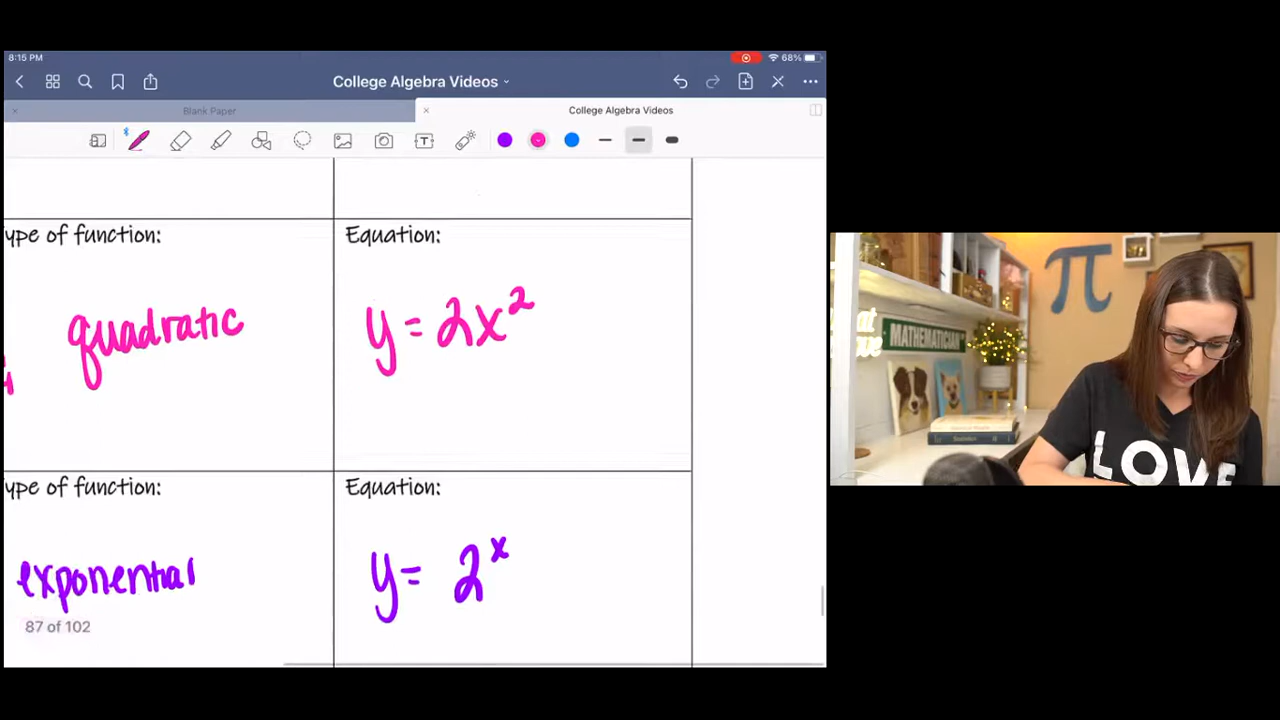 8:15 PM
68%
College Algebra Videos
Blank Paper
College Algebra Videos
ype of function:
Equation:
quadratic
y = 2x²
ype of function:
Equation:
exponential
y = 2ˣ
87 of 102
π
MATHEMATICIAN
LOVE